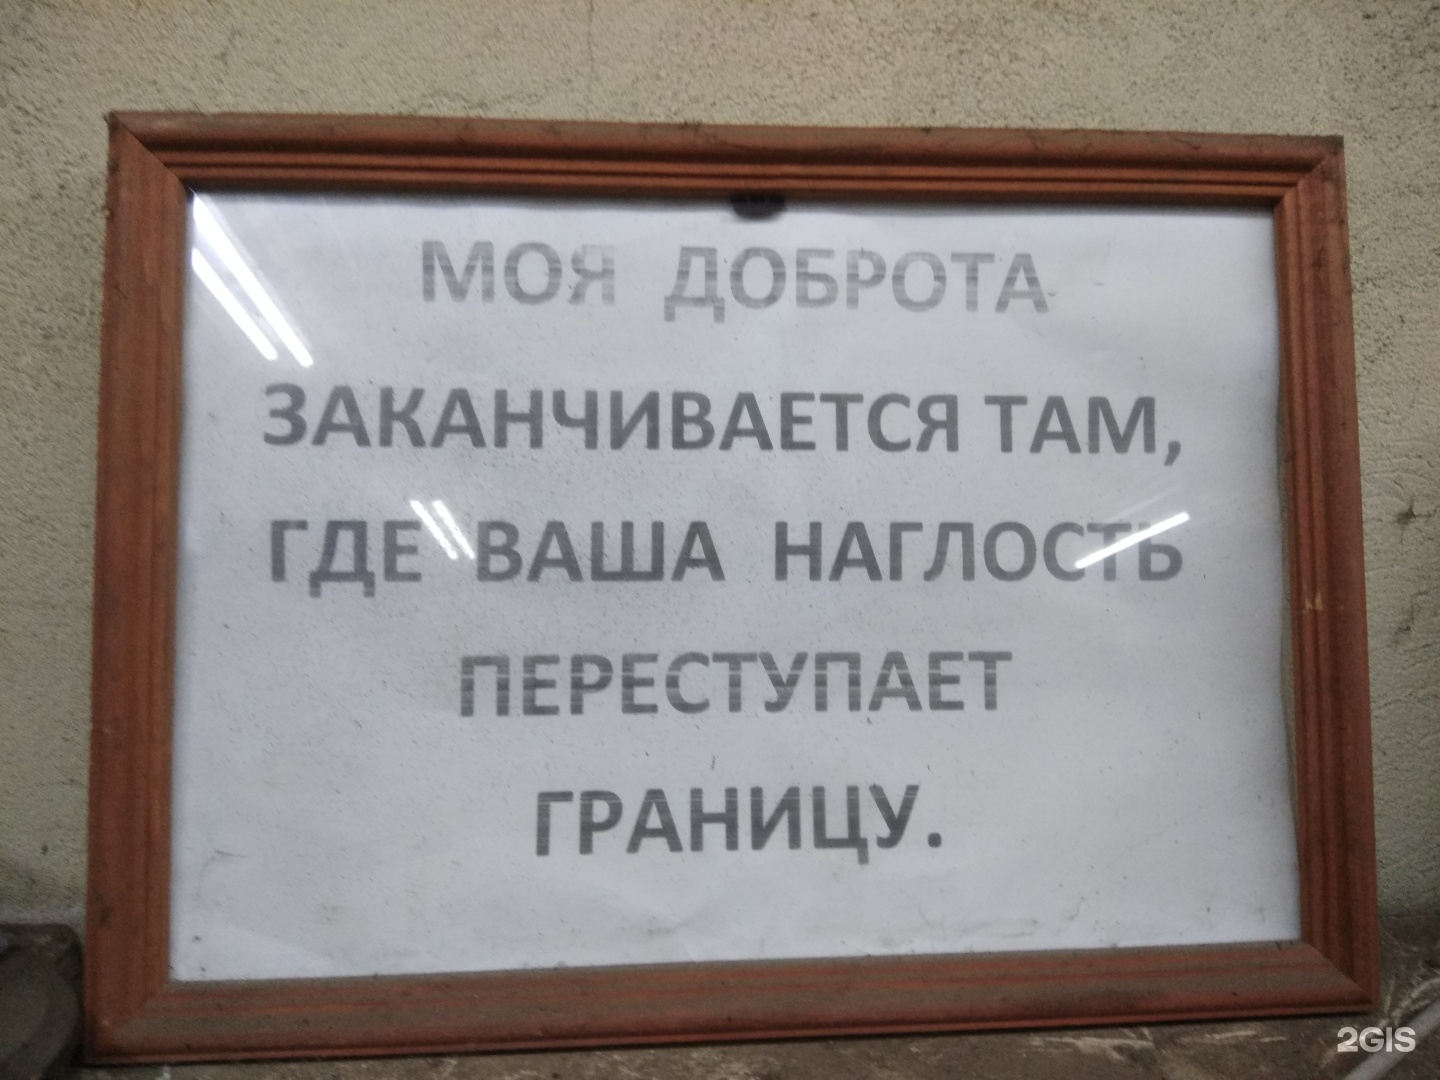 МОЯ ДОБРОТА
ЗАКАНЧИВАЕТСЯ ТАМ,
ГДЕ ВАША НАГЛОСТЬ
ПЕРЕСТУПАЕТ
ГРАНИЦУ.
2GIS